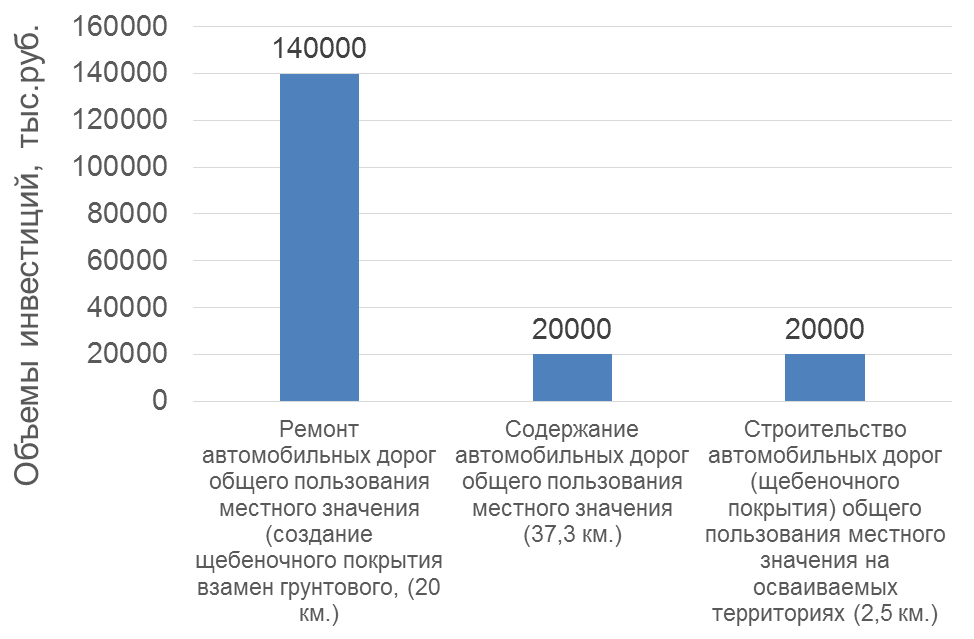 Объемы инвестиций, тыс.руб.
160000
140000
120000
100000
80000
60000
40000
20000
0
140000
20000
20000
Ремонт
автомобильных дорог
общего пользования
местного значения
(создание
щебеночного покрытия
взамен грунтового, (20
км.)
Содержание
автомобильных дорог
общего пользования
местного значения
(37,3 км.)
Строительство
автомобильных дорог
(щебеночного
покрытия) общего
пользования местного
значения на
осваиваемых
территориях (2,5 км.)